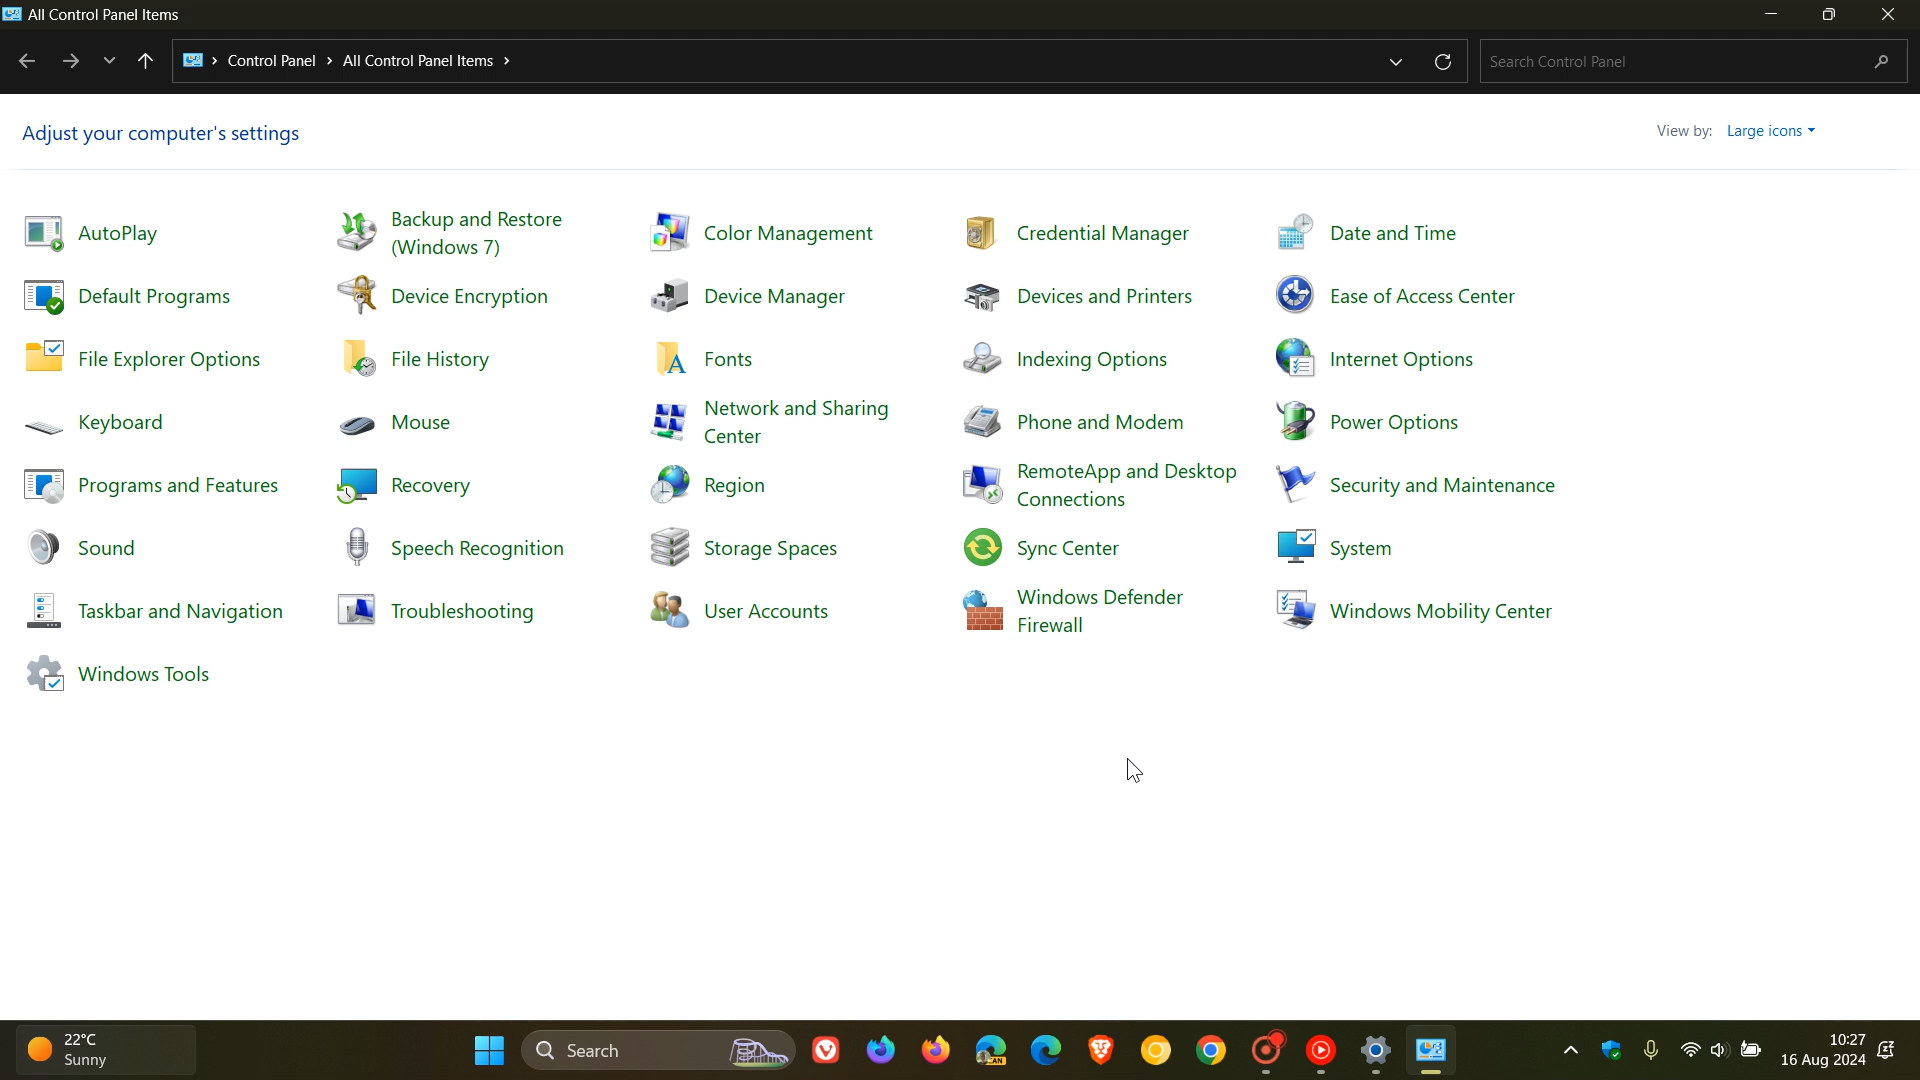 All Control Panel Items
Control Panel
All Control Panel Items
Search Control Panel
Adjust your computer's settings
View by: Large icons
AutoPlay
Backup and Restore
(Windows 7)
Color Management
Credential Manager
Date and Time
Default Programs
Device Encryption
Device Manager
Devices and Printers
Ease of Access Center
File Explorer Options
File History
Fonts
Indexing Options
Internet Options
Keyboard
Mouse
Network and Sharing
Center
Phone and Modem
Power Options
Programs and Features
Recovery
Region
RemoteApp and Desktop
Connections
Security and Maintenance
Sound
Speech Recognition
Storage Spaces
Sync Center
System
Taskbar and Navigation
Troubleshooting
User Accounts
Windows Defender
Firewall
Windows Mobility Center
Windows Tools
22°C
Sunny
Search
CAN
10:27
16 Aug 2024